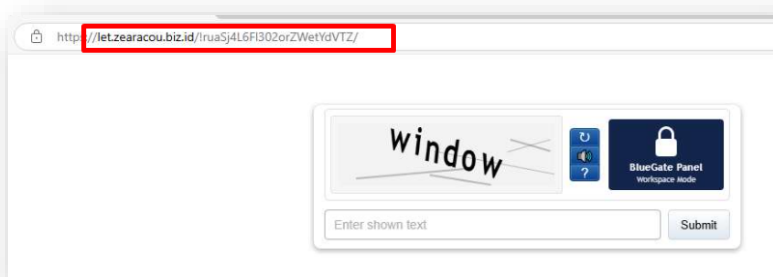 https://let.zearacou.biz.id/!ruaSj4L6Fl302orZWetYdVTZ/
window
?
BlueGate Panel
Workspace Mode
Enter shown text
Submit